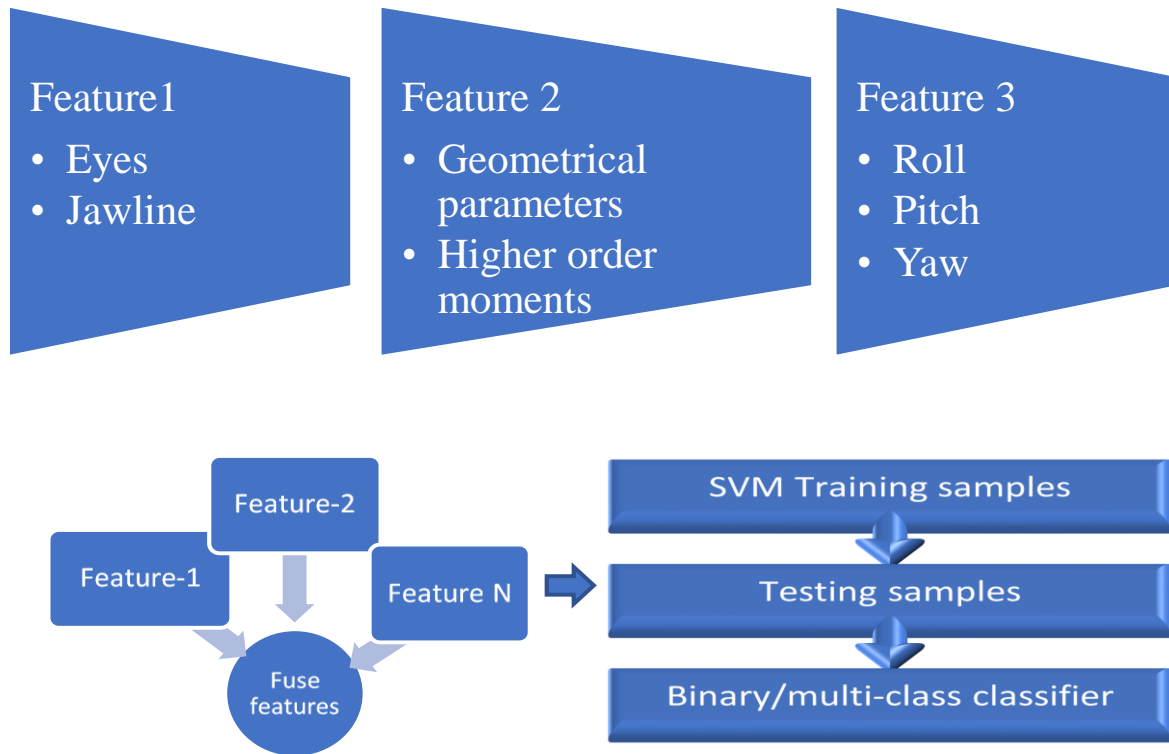 Feature1
• Eyes
• Jawline
Feature 2
• Geometrical
parameters
• Higher order
moments
Feature 3
• Roll
• Pitch
• Yaw
Feature-1
Feature-2
Feature N
Fuse
features
SVM Training samples
Testing samples
Binary/multi-class classifier